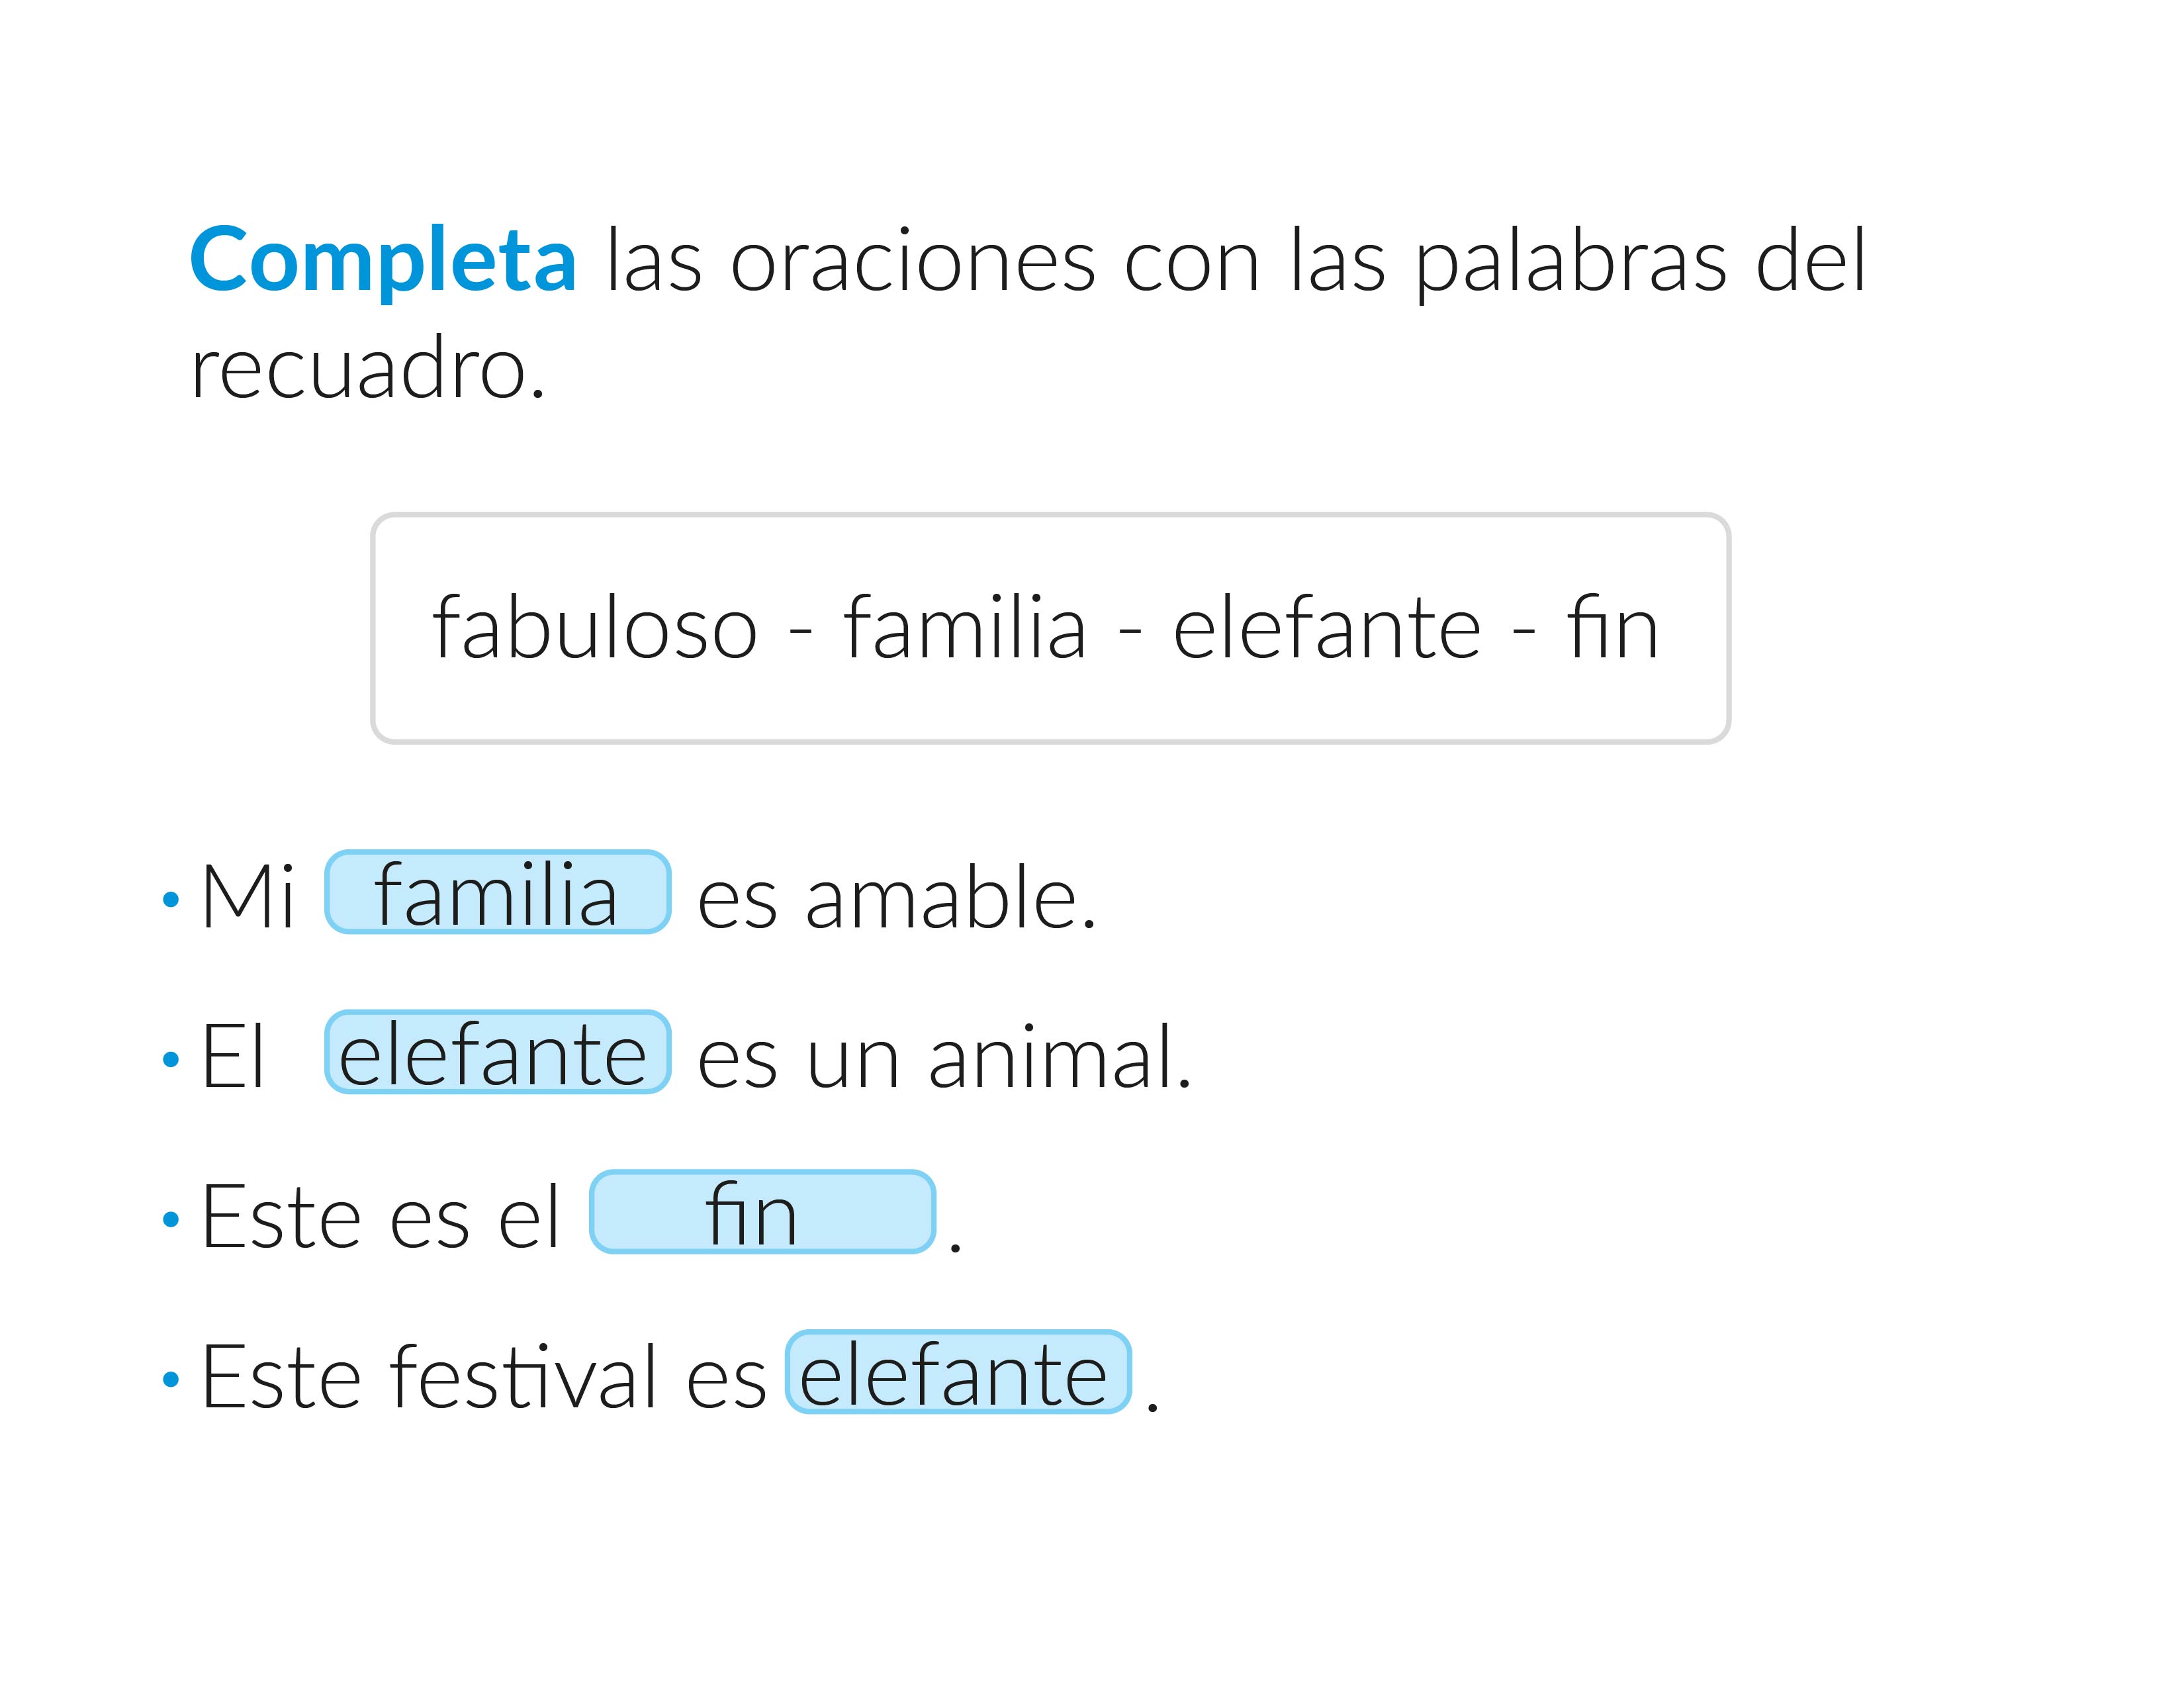 Completa las oraciones con las palabras del
recuadro.
fabuloso - familia - elefante - fin
• Mi familia es amable.
• El elefante es un animal.
• Este es el fin .
• Este festival es elefante .